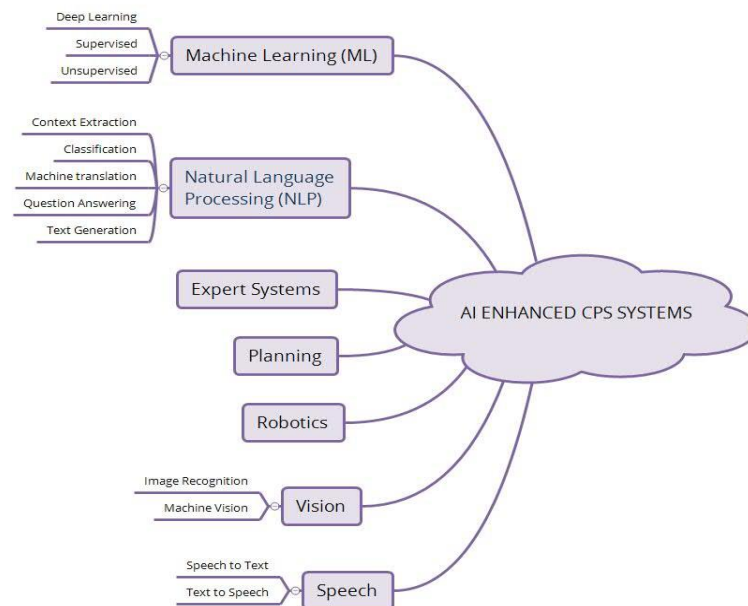 Deep Learning
Supervised
Unsupervised
Machine Learning (ML)
Context Extraction
Classification
Machine translation
Question Answering
Text Generation
Natural Language
Processing (NLP)
Expert Systems
AI ENHANCED CPS SYSTEMS
Planning
Robotics
Image Recognition
Machine Vision
Vision
Speech to Text
Text to Speech
Speech